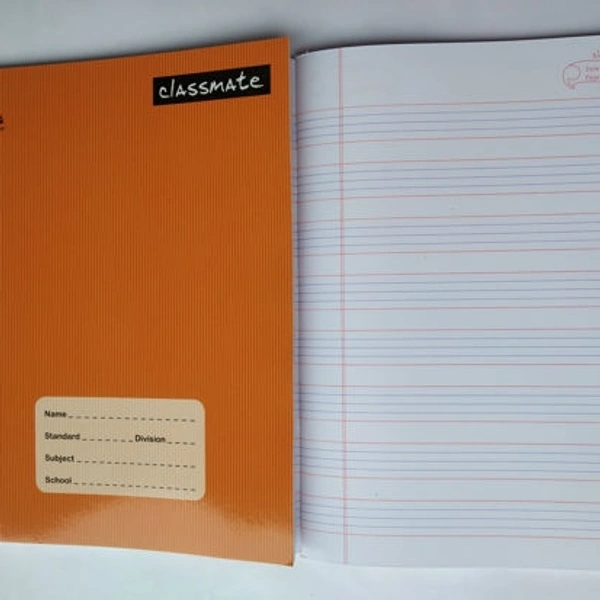 classmate
Name
Standard Division
Subject
School